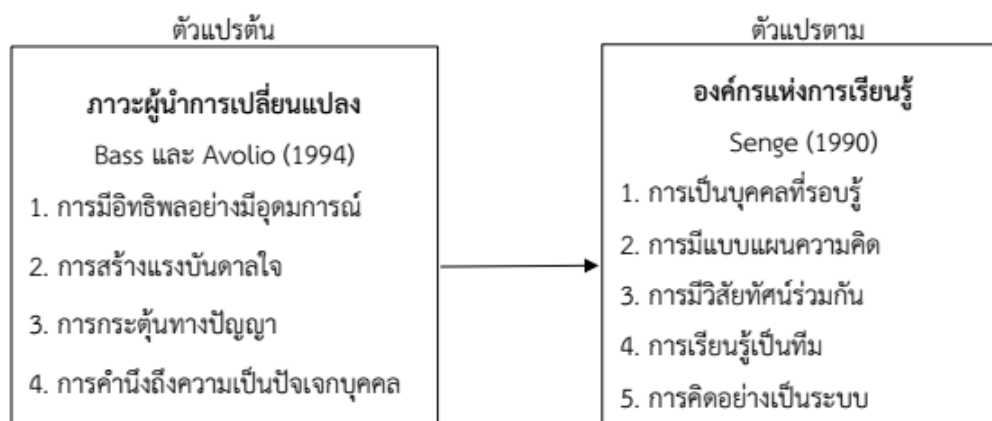 ตัวแปรต้น
ภาวะผู้นำการเปลี่ยนแปลง
Bass และ Avolio (1994)
1. การมีอิทธิพลอย่างมีอุดมการณ์
2. การสร้างแรงบันดาลใจ
3. การกระตุ้นทางปัญญา
4. การคำนึงถึงความเป็นปัจเจกบุคคล
ตัวแปรตาม
องค์กรแห่งการเรียนรู้
Senge (1990)
1. การเป็นบุคคลที่รอบรู้
2. การมีแบบแผนความคิด
3. การมีวิสัยทัศน์ร่วมกัน
4. การเรียนรู้เป็นทีม
5. การคิดอย่างเป็นระบบ